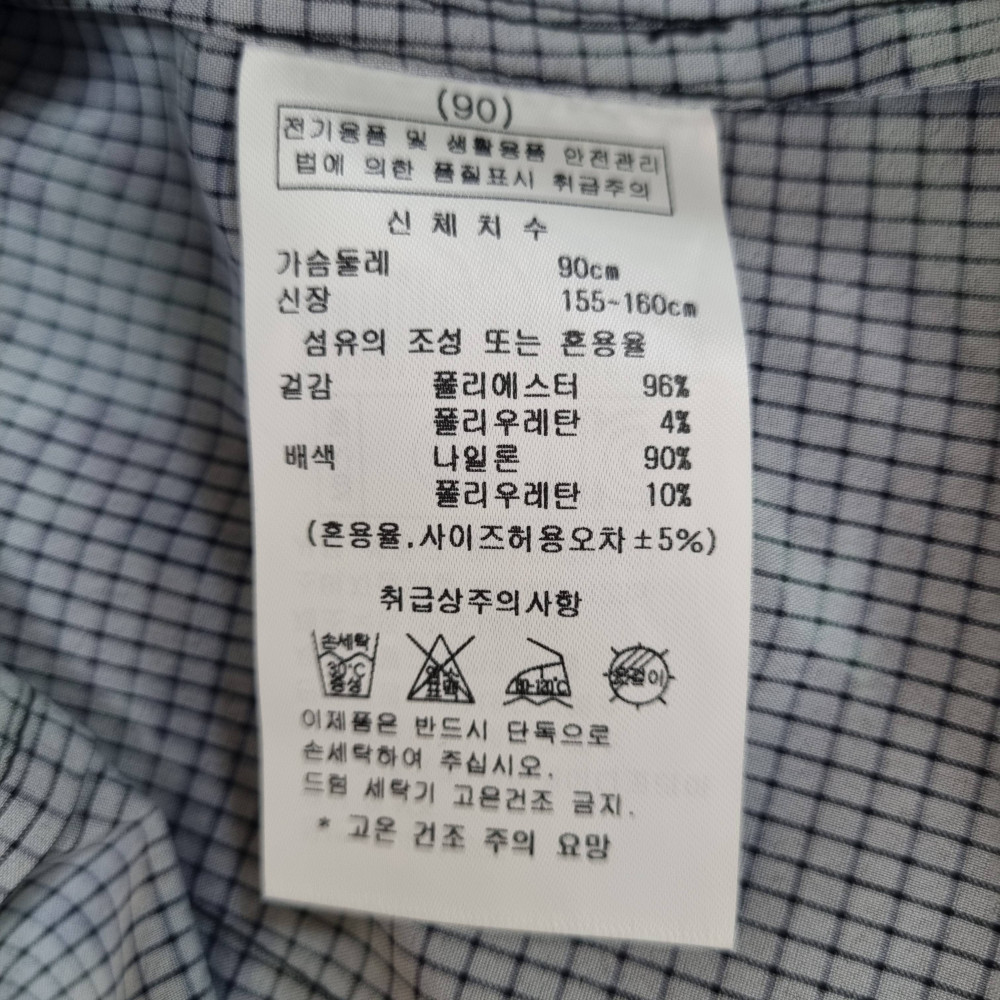 (90)
전기용품 및 생활용품 안전관리
법에 의한 품질표시 취급주의
신 체 치 수
가슴둘레 90cm
신장 155~160cm
섬유의 조성 또는 혼용율
겉감 폴리에스터 96%
폴리우레탄 4%
배색 나일론 90%
폴리우레탄 10%
(혼용율.사이즈허용오차±5%)
취급상주의사항
손세탁
30℃
중성
염소
표백
80-120℃
옷걸이
이제품은 반드시 단독으로
손세탁하여 주십시오.
드럼 세탁기 고온건조 금지.
* 고온 건조 주의 요망